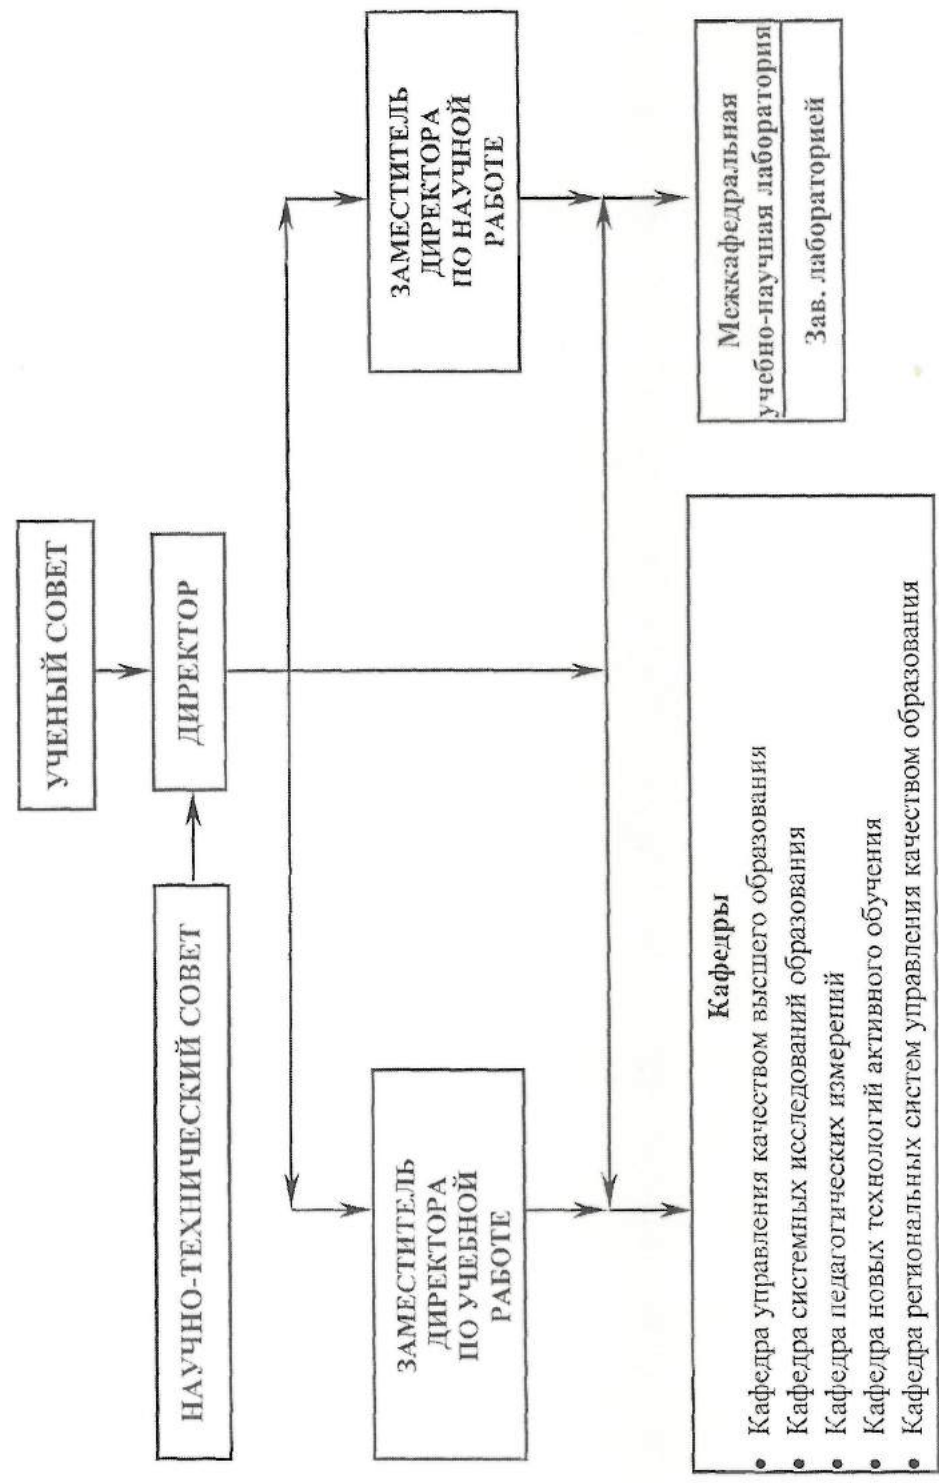 УЧЕНЫЙ СОВЕТ
НАУЧНО-ТЕХНИЧЕСКИЙ СОВЕТ
ДИРЕКТОР
ЗАМЕСТИТЕЛЬ
ДИРЕКТОРА
ПО УЧЕБНОЙ
РАБОТЕ
ЗАМЕСТИТЕЛЬ
ДИРЕКТОРА
ПО НАУЧНОЙ
РАБОТЕ
Кафедры
• Кафедра управления качеством высшего образования
• Кафедра системных исследований образования
• Кафедра педагогических измерений
• Кафедра новых технологий активного обучения
• Кафедра региональных систем управления качеством образования
Межкафедральная
учебно-научная лаборатория
Зав. лабораторией